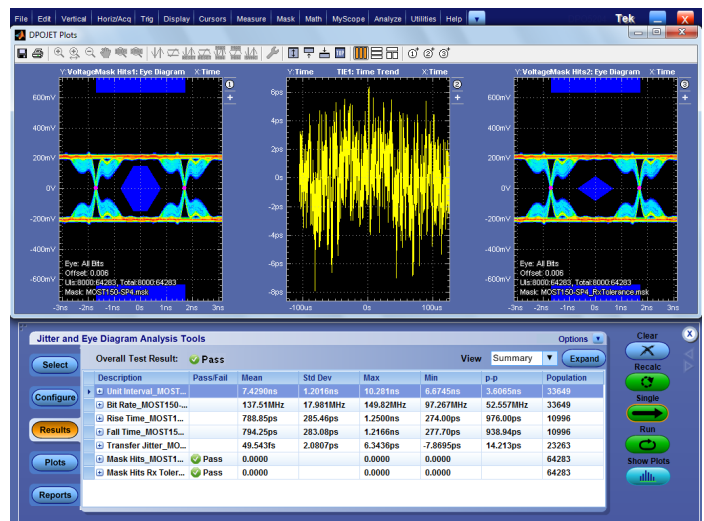 File Edit Vertical Horiz/Acq Trig Display Cursors Measure Mask Math MyScope Analyze Utilities Help Tek X
DPOJET Plots
Y:Voltage Mask Hits1: Eye Diagram X:Time
600mV
400mV
200mV
0V
-200mV
-400mV
-600mV
Eye: All Bits
Offset: 0.006
UIs:8000:64283, Total:8000:64283
Mask: MOST150-SP4.msk
-3ns -2ns -1ns 0s 1ns 2ns 3ns
1
+
Y:Time TIE1: Time Trend X:Time
6ps
4ps
2ps
0s
-2ps
-4ps
-6ps
-8ps
-100us 0s 100us
2
+
Y:Voltage Mask Hits2: Eye Diagram X:Time
600mV
400mV
200mV
0V
-200mV
-400mV
-600mV
Eye: All Bits
Offset: 0.006
UIs:8000:64283, Total:8000:64283
Mask: MOST150-SP4_RxTolerance.msk
-3ns -2ns -1ns 0s 1ns 2ns 3ns
3
+
Jitter and Eye Diagram Analysis Tools Options
Select
Configure
Results
Plots
Reports
Overall Test Result: Pass View Summary Expand
Description Pass/Fail Mean Std Dev Max Min p-p Population
Unit Interval_MOST... 7.4290ns 1.2016ns 10.281ns 6.6745ns 3.6065ns 33649
Bit Rate_MOST150-... 137.51MHz 17.981MHz 149.82MHz 97.267MHz 52.557MHz 33649
Rise Time_MOST1... 788.85ps 285.46ps 1.2500ns 274.00ps 976.00ps 10996
Fall Time_MOST15... 794.25ps 283.08ps 1.2166ns 277.70ps 938.94ps 10996
Transfer Jitter_MO... 49.543fs 2.0807ps 6.3436ps -7.8695ps 14.213ps 23263
Mask Hits_MOST1... Pass 0.0000 0.0000 0.0000 64283
Mask Hits Rx Toler... Pass 0.0000 0.0000 0.0000 64283
Clear
X
Recalc
Single
Run
Show Plots